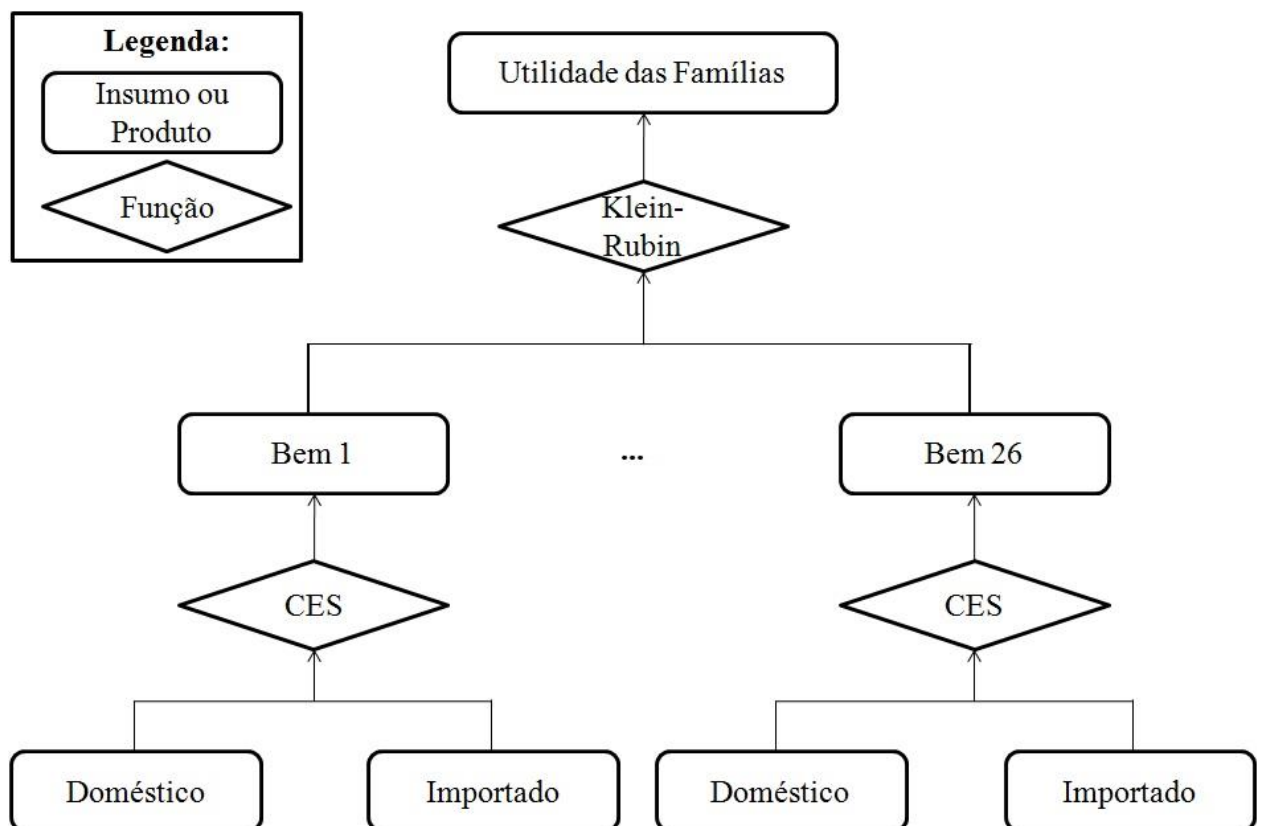 Legenda:
Insumo ou
Produto
Função
Utilidade das Famílias
Klein-
Rubin
Bem 1
...
Bem 26
CES
CES
Doméstico
Importado
Doméstico
Importado